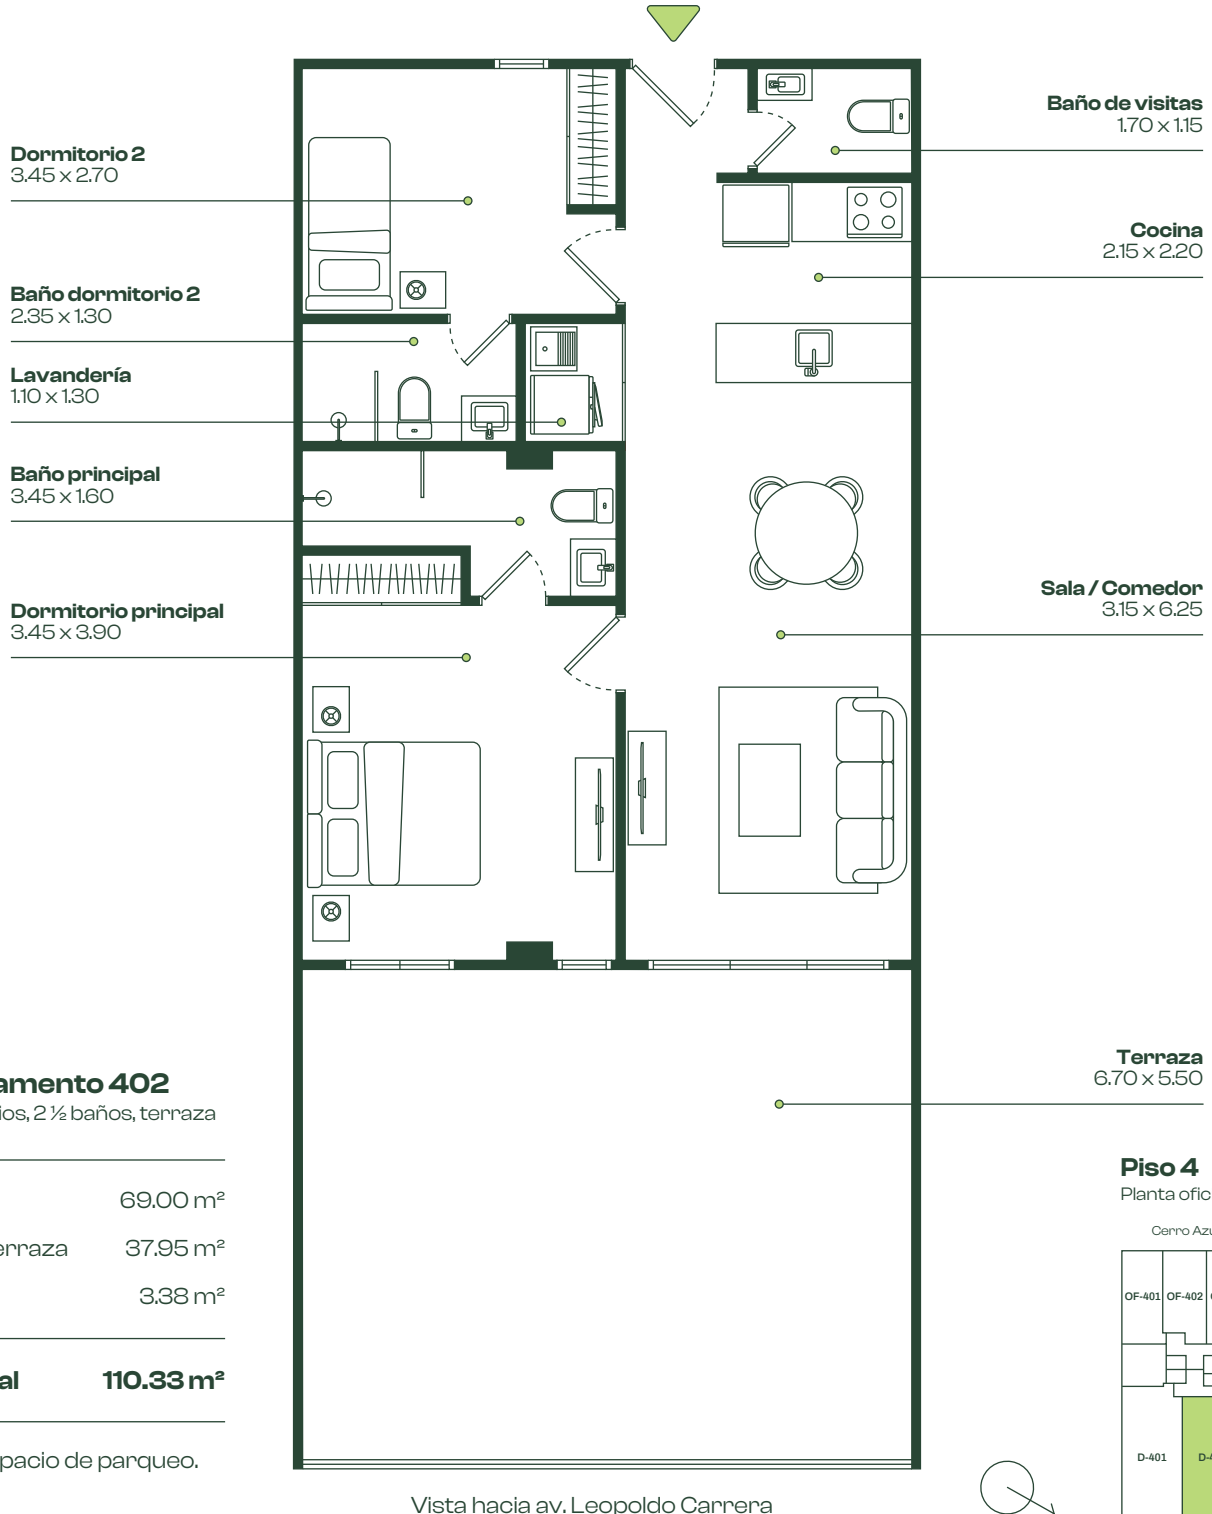 Dormitorio 2
3.45 x 2.70
Baño dormitorio 2
2.35 x 1.30
Lavandería
1.10 x 1.30
Baño principal
3.45 x 1.60
Dormitorio principal
3.45 x 3.90
Baño de visitas
1.70 x 1.15
Cocina
2.15 x 2.20
Sala / Comedor
3.15 x 6.25
Terraza
6.70 x 5.50
amento 402
ios, 2 ½ baños, terraza
69.00 m²
erraza 37.95 m²
3.38 m²
al 110.33 m²
pacio de parqueo.
Vista hacia av. Leopoldo Carrera
Piso 4
Planta ofic
Cerro Azu
OF-401 OF-402
D-401 D-4